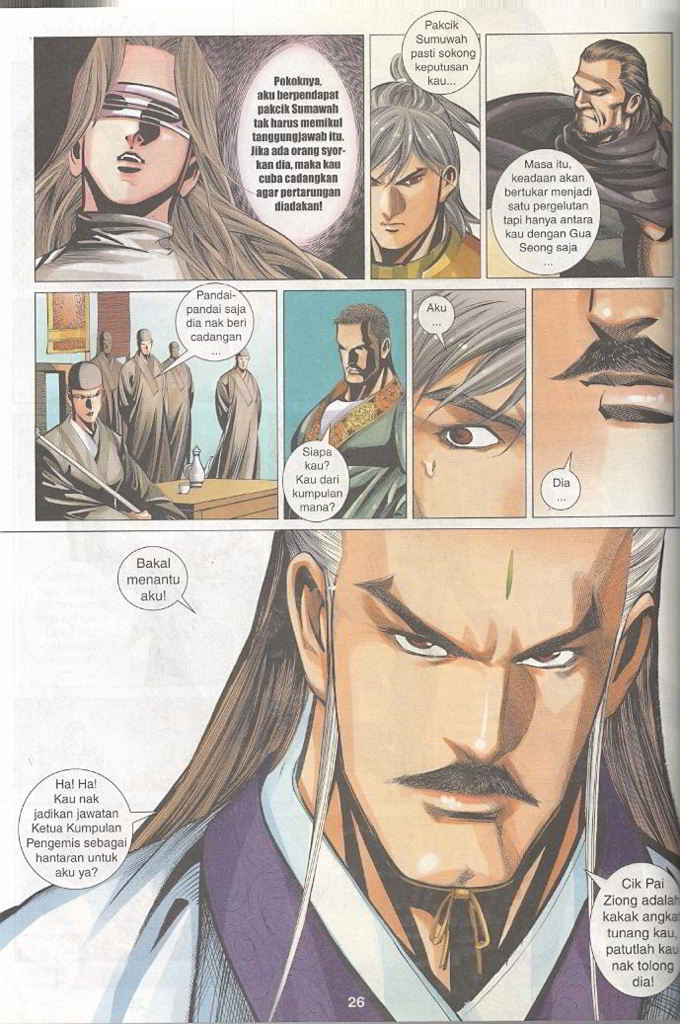 Pokoknya,
aku berpendapat
pakcik Sumawah
tak harus memikul
tanggungjawab itu.
Jika ada orang syor-
kan dia, maka kau
cuba cadangkan
agar pertarungan
diadakan!
Pakcik
Sumuwah
pasti sokong
keputusan
kau...
Masa itu,
keadaan akan
bertukar menjadi
satu pergelutan
tapi hanya antara
kau dengan Gua
Seong saja
...
Pandai-
pandai saja
dia nak beri
cadangan
...
Siapa
kau?
Kau dari
kumpulan
mana?
Aku
...
Dia
...
Bakal
menantu
aku!
Ha! Ha!
Kau nak
jadikan jawatan
Ketua Kumpulan
Pengemis sebagai
hantaran untuk
aku ya?
Cik Pai
Ziong adalah
kakak angka
tunang kau,
patutlah kau
nak tolong
dia!
26